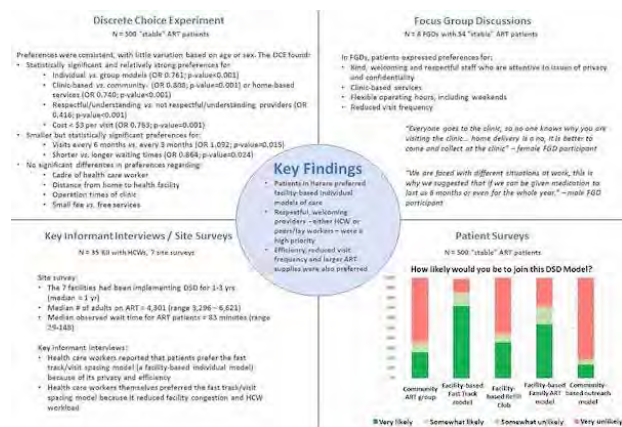 Discrete Choice Experiment
N = 500 "stable" ART patients
Preferences were consistent, with little variation based on age or sex. The DCE found:
• Statistically significant and relatively strong preferences for:
• Individual vs. group models (OR 0.761; p-value<0.001)
• Clinic-based vs. community- (OR 0.808; p-value=0.001) or home-based
services (OR 0.740; p-value<0.001)
• Respectful/understanding vs. not respectful/understanding providers (OR
0.416; p-value<0.001)
• Cost < $3 per visit (OR 0.763; p-value=0.001)
• Smaller but statistically significant preferences for:
• Visits every 6 months vs. every 3 months (OR 1.092; p-value=0.015)
• Shorter vs. longer waiting times (OR 0.864; p-value=0.024)
• No significant differences in preferences regarding:
• Cadre of health care worker
• Distance from home to health facility
• Operation times of clinic
• Small fee vs. free services
Focus Group Discussions
N = 8 FGDs with 54 "stable" ART patients
In FGDs, patients expressed preferences for:
• Kind, welcoming and respectful staff who are attentive to issues of privacy
and confidentiality
• Clinic-based services
• Flexible operating hours, including weekends
• Reduced visit frequency
"Everyone goes to the clinic, so no one knows why you are
visiting the clinic... home delivery is a no, it is better to
come and collect at the clinic" – female FGD participant
"We are faced with different situations at work, this is
why we suggested that if we can be given medication to
last us 6 months or even for the whole year." – male FGD
participant
Key Findings
• Patients in Harare preferred
facility-based individual
models of care
• Respectful, welcoming
providers – either HCW or
peers/lay workers – were a
high priority
• Efficiency, reduced visit
frequency and larger ART
supplies were also preferred
Key Informant Interviews / Site Surveys
N = 35 KII with HCWs, 7 site surveys
Site survey:
• The 7 facilities had been implementing DSD for 1-3 yrs
(median = 1 yr)
• Median # of adults on ART = 4,301 (range 3,296 – 6,621)
• Median observed wait time for ART patients = 83 minutes (range
29-148)
Key informant interviews:
• Health care workers reported that patients prefer the fast
track/visit spacing model (a facility-based individual model)
because of its privacy and efficiency
• Health care workers themselves preferred the fast track/visit
spacing model because it reduced facility congestion and HCW
workload
Patient Surveys
N = 500 "stable" ART patients
How likely would you be to join this DSD Model?
Community
ART group
Facility-based
Fast Track
model
Facility-
based Refill
Club
Facility-based
Family ART
model
Community-
based outreach
model
Very likely
Somewhat likely
Somewhat unlikely
Very unlikely